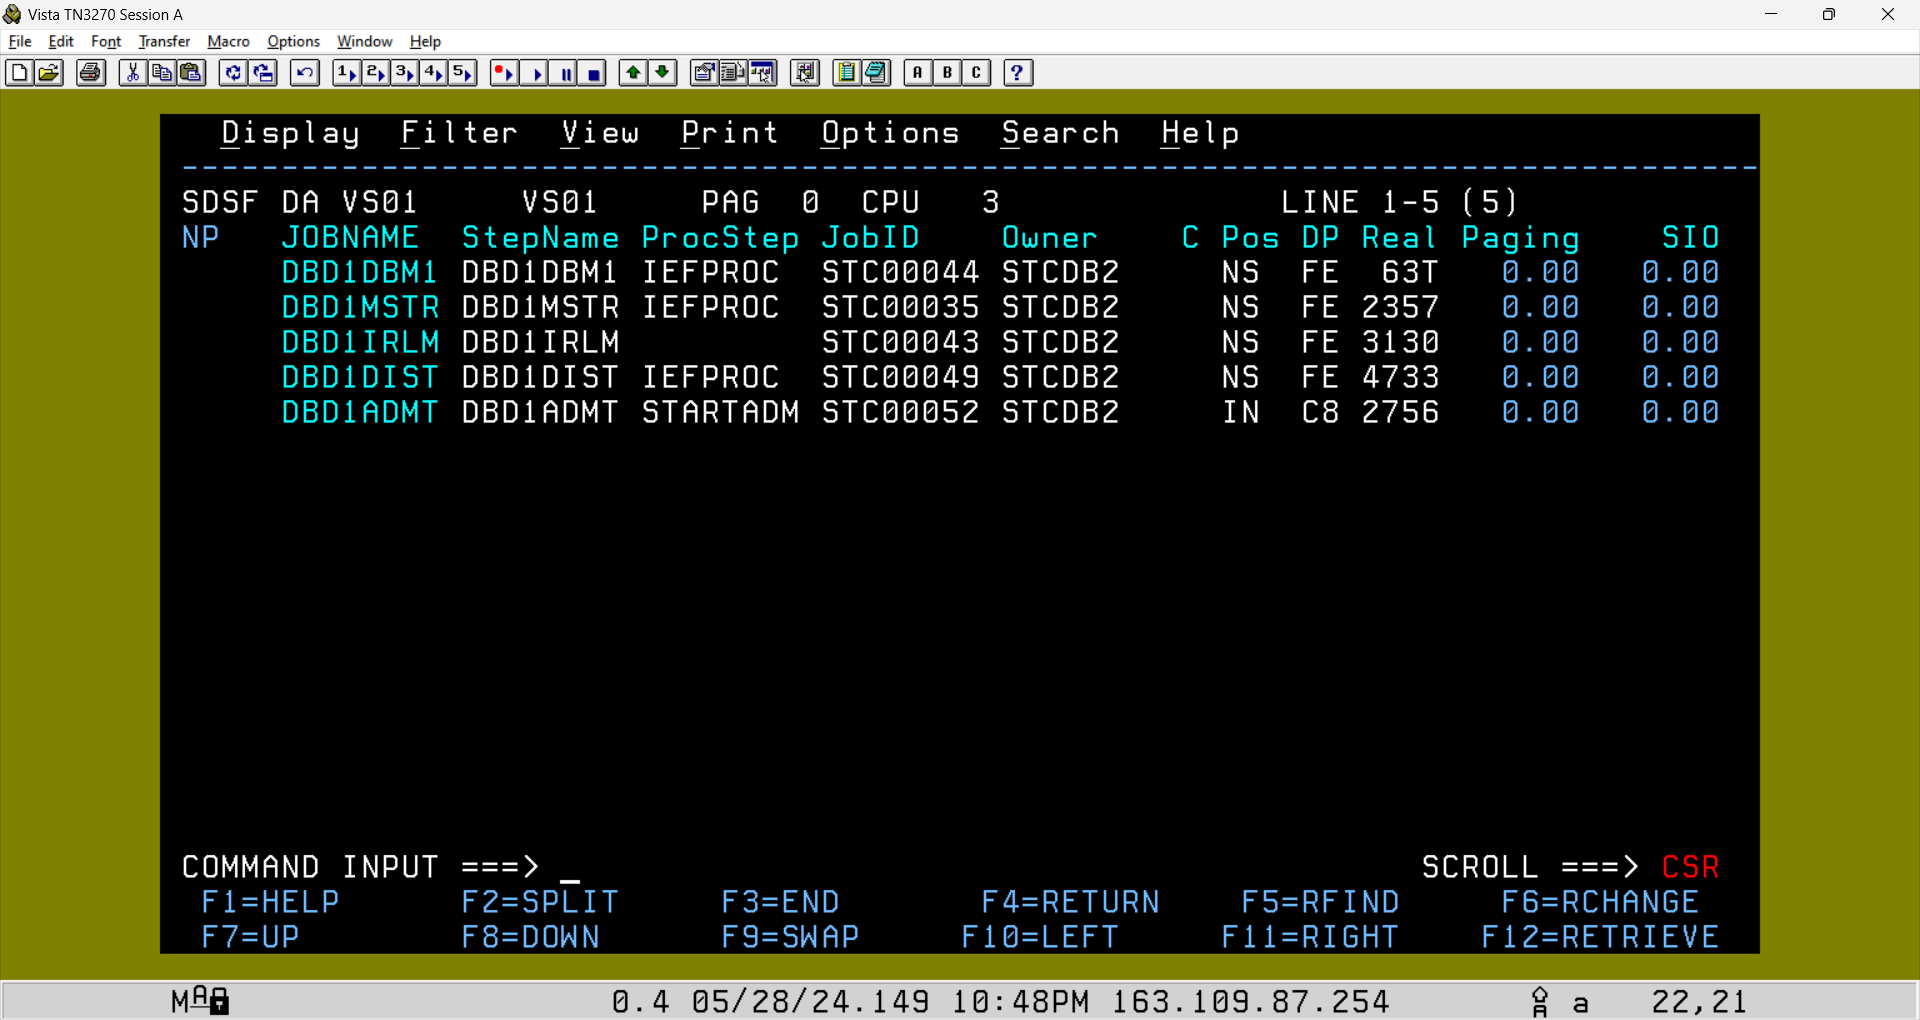 Vista TN3270 Session A
File Edit Font Transfer Macro Options Window Help
1 2 3 4 5 A B C ?
Display Filter View Print Options Search Help
--------------------------------------------------------------------------------
SDSF DA VS01 VS01 PAG 0 CPU 3 LINE 1-5 (5)
NP JOBNAME StepName ProcStep JobID Owner C Pos DP Real Paging SIO
DBD1DBM1 DBD1DBM1 IEFPROC STC00044 STCDB2 NS FE 63T 0.00 0.00
DBD1MSTR DBD1MSTR IEFPROC STC00035 STCDB2 NS FE 2357 0.00 0.00
DBD1IRLM DBD1IRLM STC00043 STCDB2 NS FE 3130 0.00 0.00
DBD1DIST DBD1DIST IEFPROC STC00049 STCDB2 NS FE 4733 0.00 0.00
DBD1ADMT DBD1ADMT STARTADM STC00052 STCDB2 IN C8 2756 0.00 0.00
COMMAND INPUT ===> _ SCROLL ===> CSR
F1=HELP F2=SPLIT F3=END F4=RETURN F5=RFIND F6=RCHANGE
F7=UP F8=DOWN F9=SWAP F10=LEFT F11=RIGHT F12=RETRIEVE
MA 0.4 05/28/24.149 10:48PM 163.109.87.254 A a 22,21